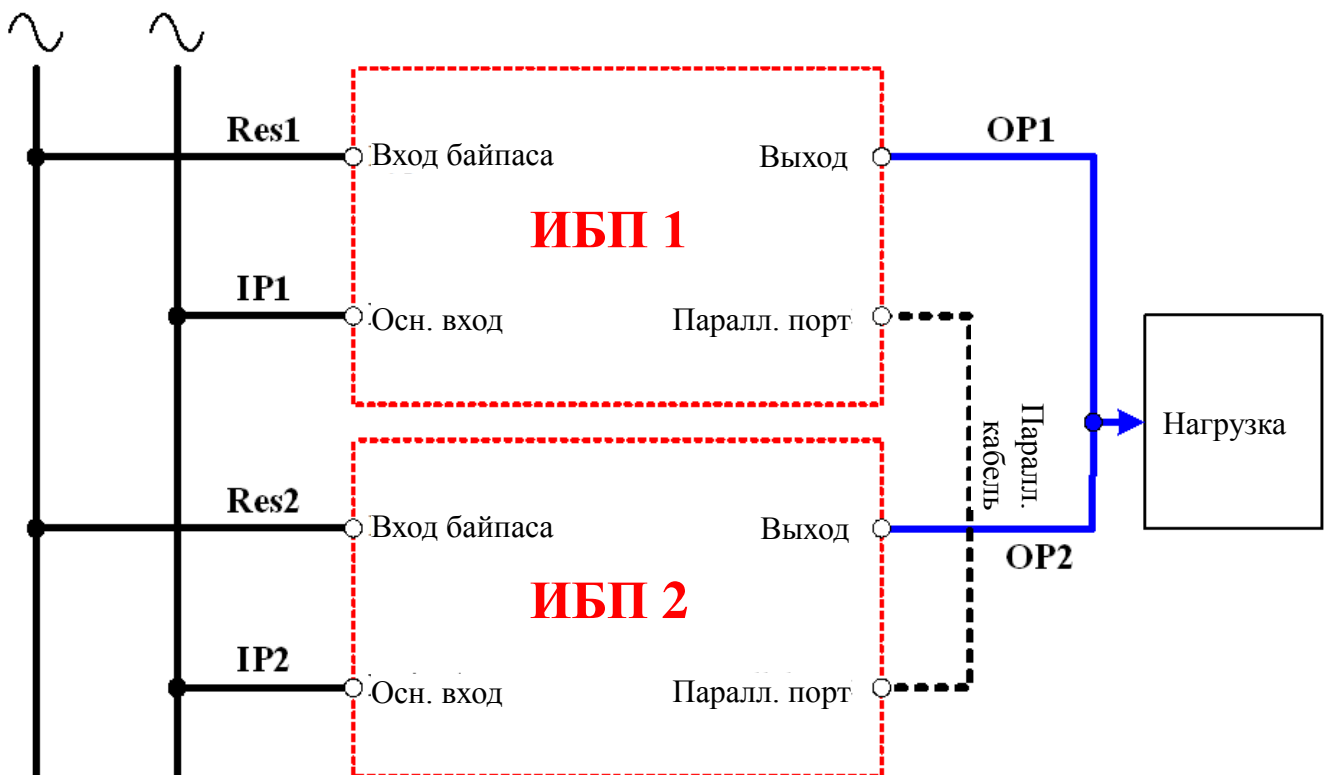 Res1
Вход байпаса
Выход
OP1
ИБП 1
IP1
Осн. вход
Паралл. порт
Паралл.
кабель
Нагрузка
Res2
Вход байпаса
Выход
OP2
ИБП 2
IP2
Осн. вход
Паралл. порт